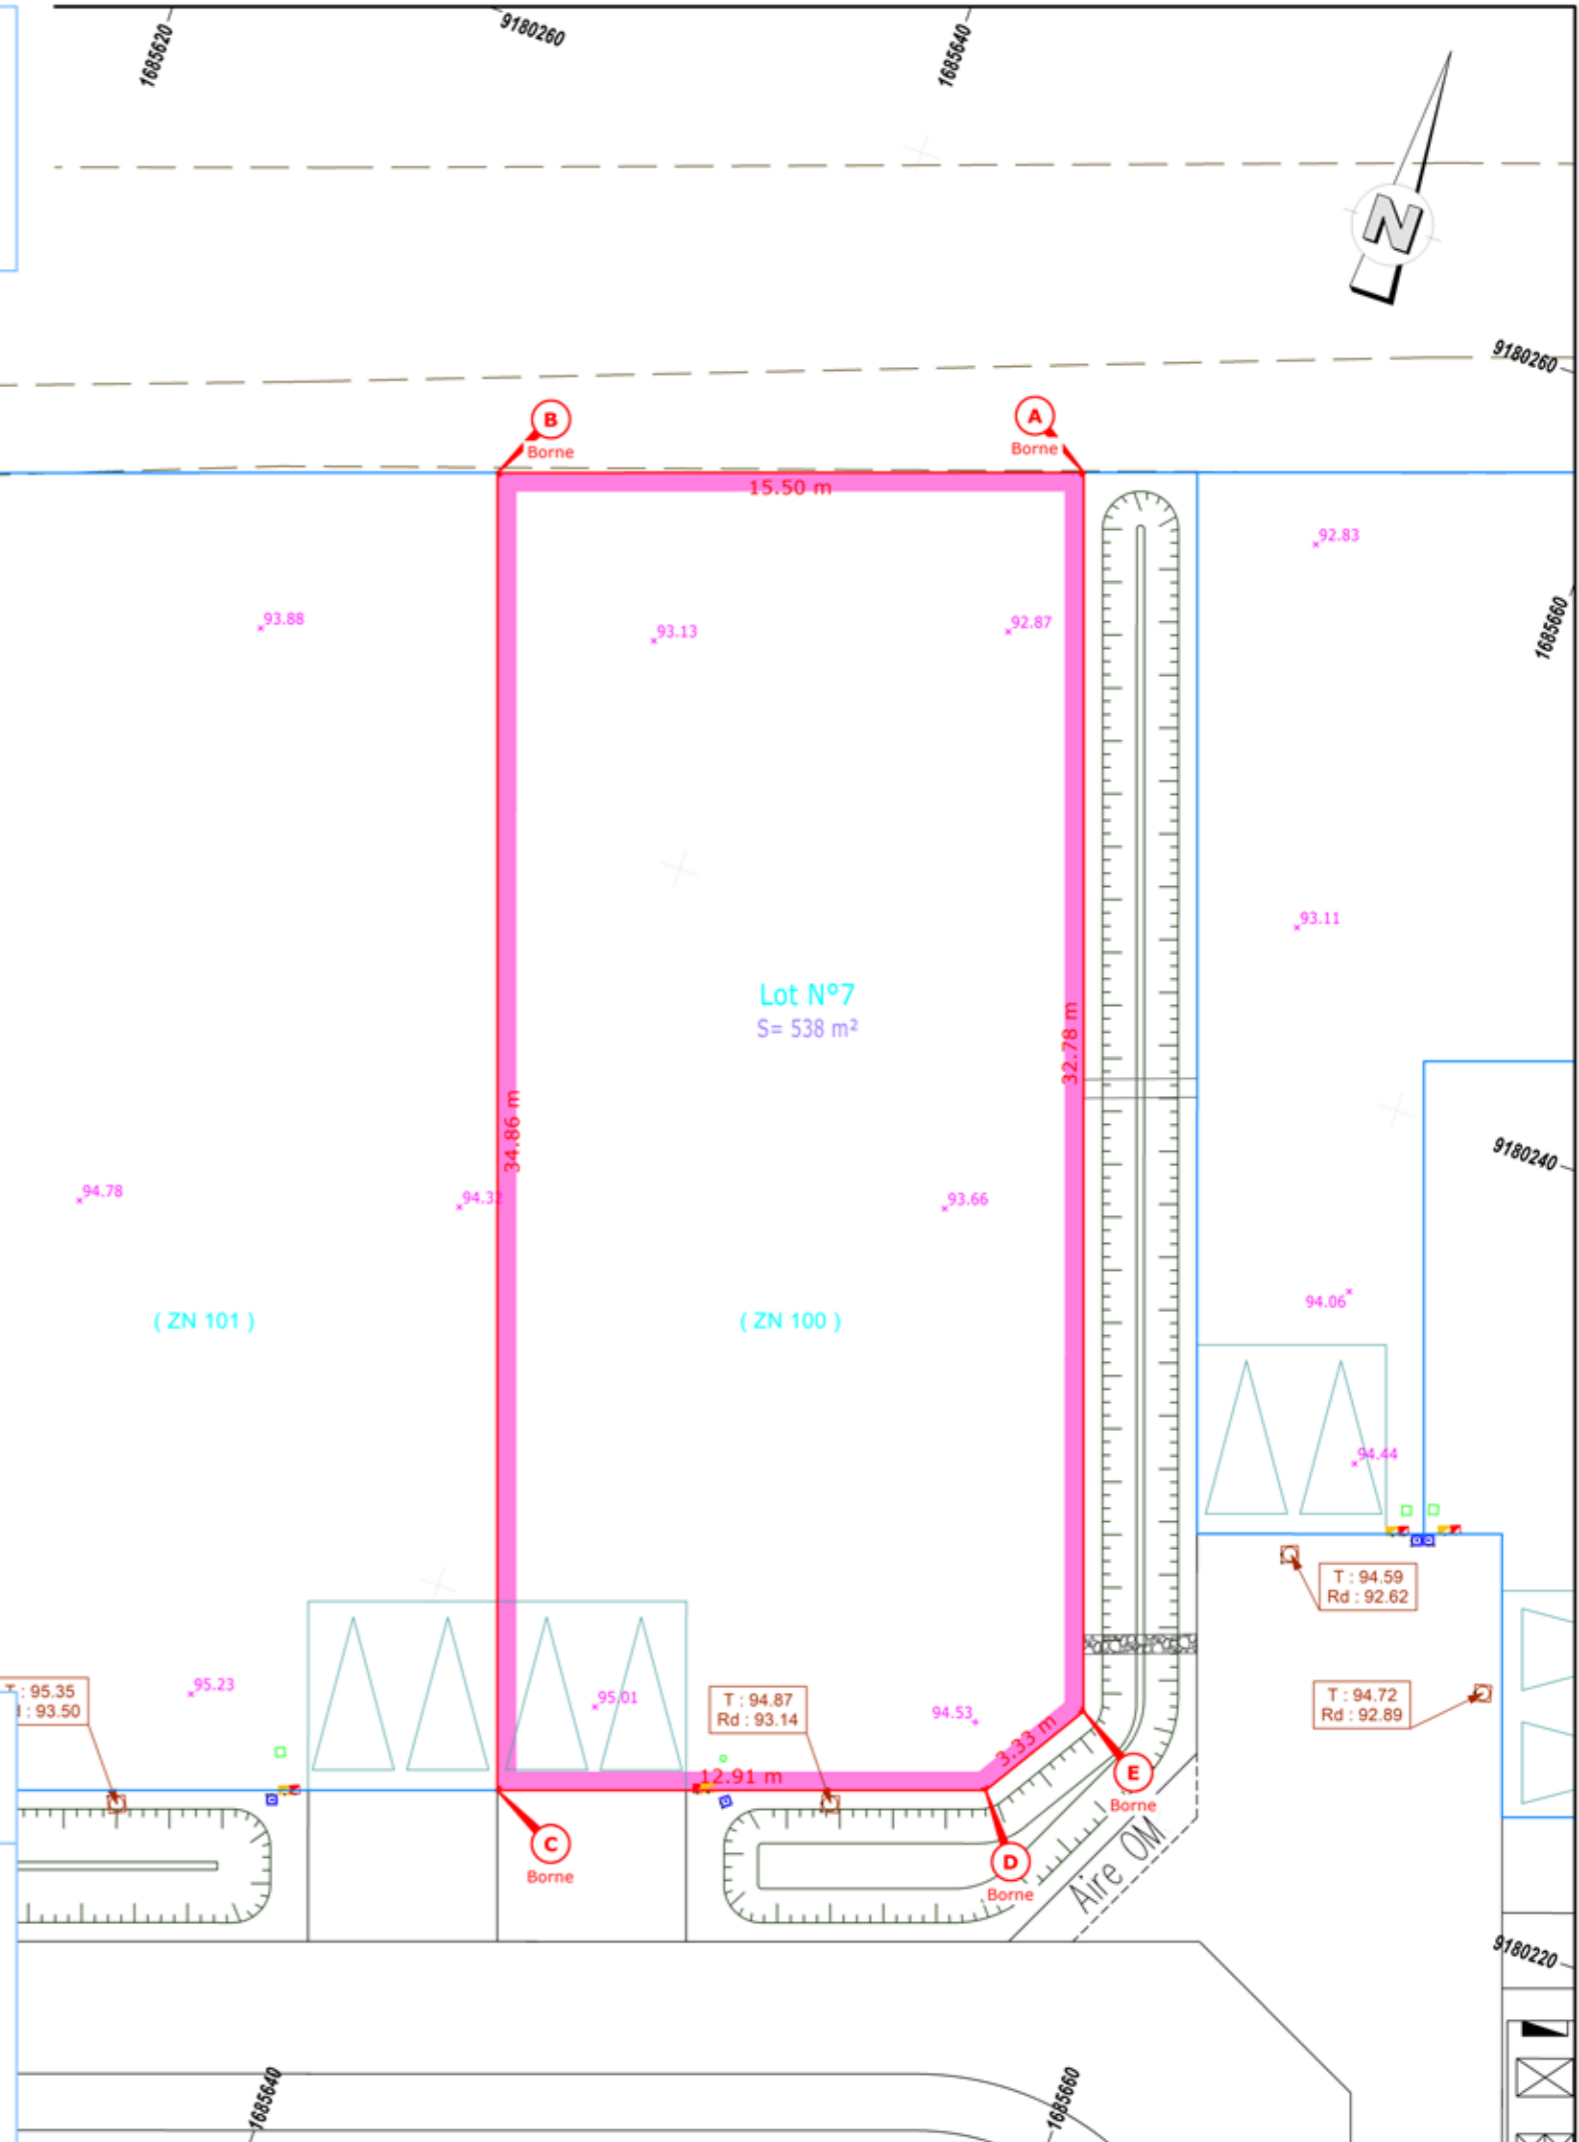 1685620
9180260
1685640
N
9180260
B
Borne
A
Borne
15.50 m
92.83
93.88
93.13
92.87
1685660
93.11
Lot N°7
S= 538 m²
32.78 m
34.86 m
9180240
94.78
94.32
93.66
94.06
( ZN 101 )
( ZN 100 )
94.44
T : 94.59
Rd : 92.62
95.23
95.01
94.53
T : 95.35
: 93.50
T : 94.87
Rd : 93.14
T : 94.72
Rd : 92.89
3.33 m
12.91 m
E
Borne
C
Borne
D
Borne
Aire OM
9180220
1685640
1685660